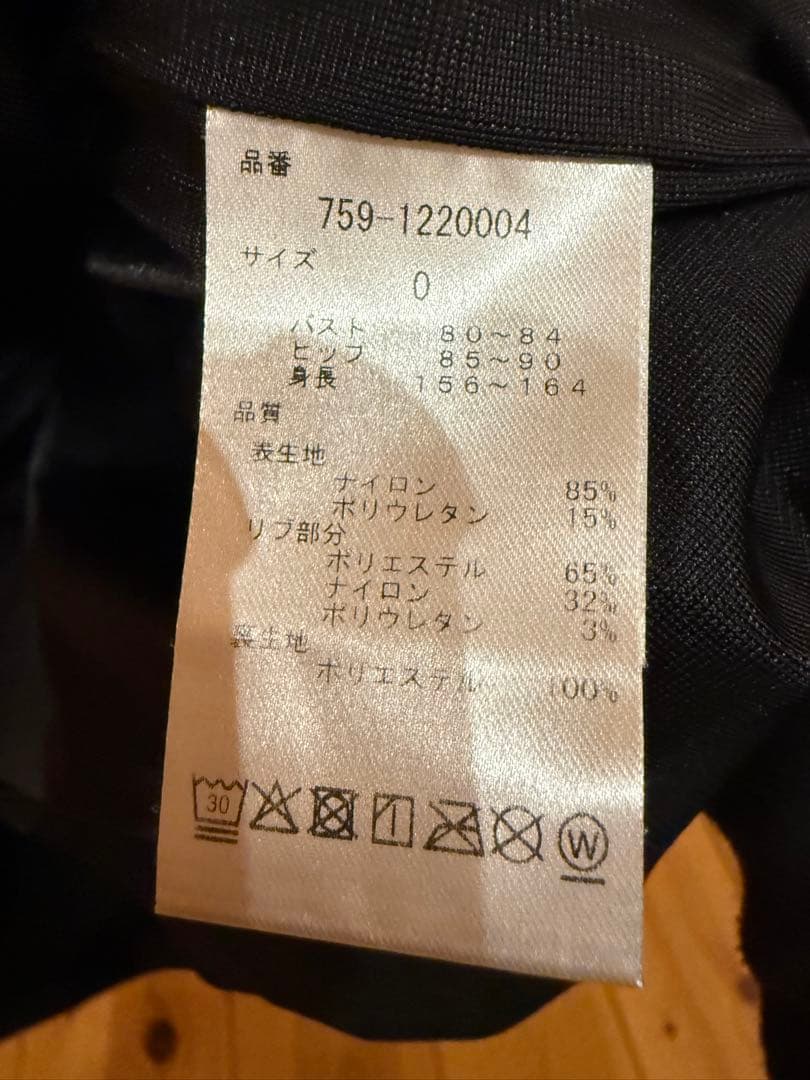 品番
759-1220004
サイズ
0
バスト 80~84
ヒップ 85~90
身長 156~164
品質
表生地
ナイロン 85%
ポリウレタン 15%
リブ部分
ポリエステル 65%
ナイロン 32%
ポリウレタン 3%
裏生地
ポリエステル 100%
30
W